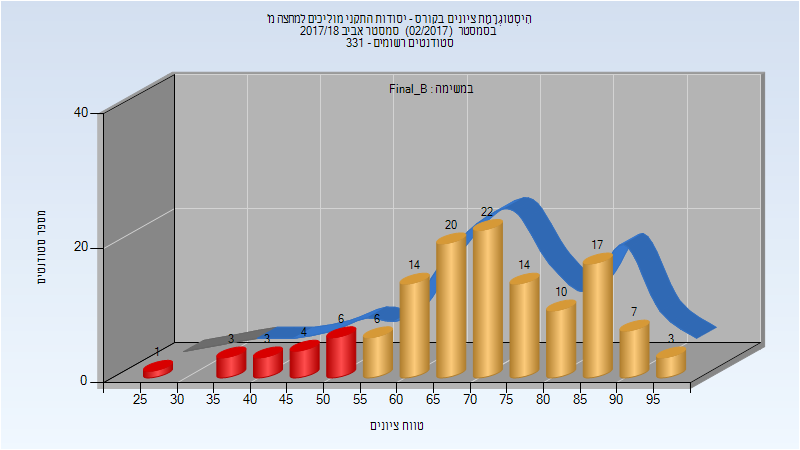 היסטוגרמת ציונים בקורס - יסודות התקני מוליכים למחצה מ'
בסמסטר (02/2017) סמסטר אביב 2017/18
סטודנטים רשומים - 331
במשימה : Final_B
מספר סטודנטים
40
20
0
1
3
3
4
6
6
14
20
22
14
10
17
7
3
25 30 35 40 45 50 55 60 65 70 75 80 85 90 95
טווח ציונים